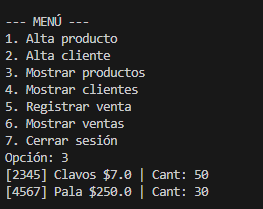 --- MENÚ ---
1. Alta producto
2. Alta cliente
3. Mostrar productos
4. Mostrar clientes
5. Registrar venta
6. Mostrar ventas
7. Cerrar sesión
Opción: 3
[2345] Clavos $7.0 | Cant: 50
[4567] Pala $250.0 | Cant: 30